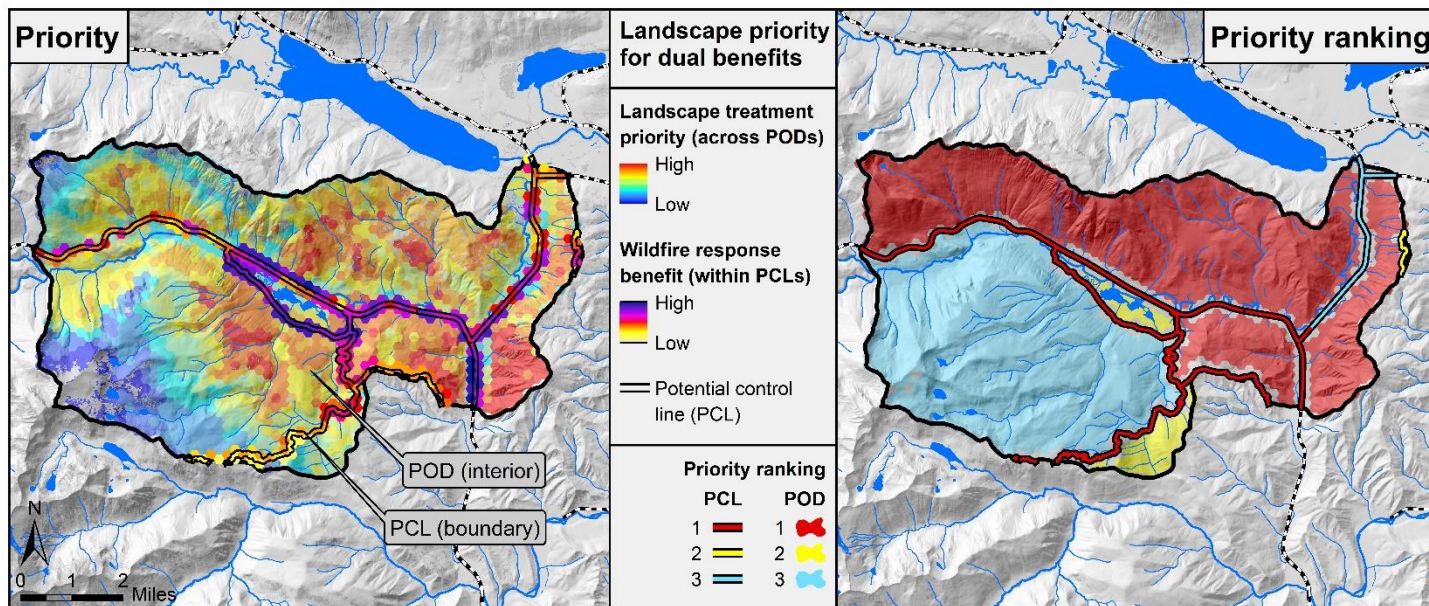 Priority
Landscape priority
for dual benefits
Priority ranking
Landscape treatment
priority (across PODs)
High
Low
Wildfire response
benefit (within PCLs)
High
Low
Potential control
line (PCL)
POD (interior)
PCL (boundary)
N
0 1 2
Miles
Priority ranking
PCL POD
1 1
2 2
3 3